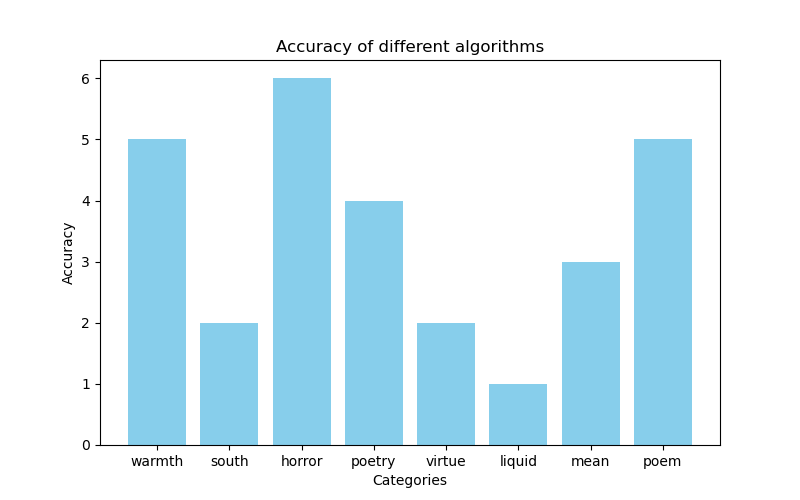 Accuracy of different algorithms
Accuracy
6
5
4
3
2
1
0
warmth south horror poetry virtue liquid mean poem
Categories